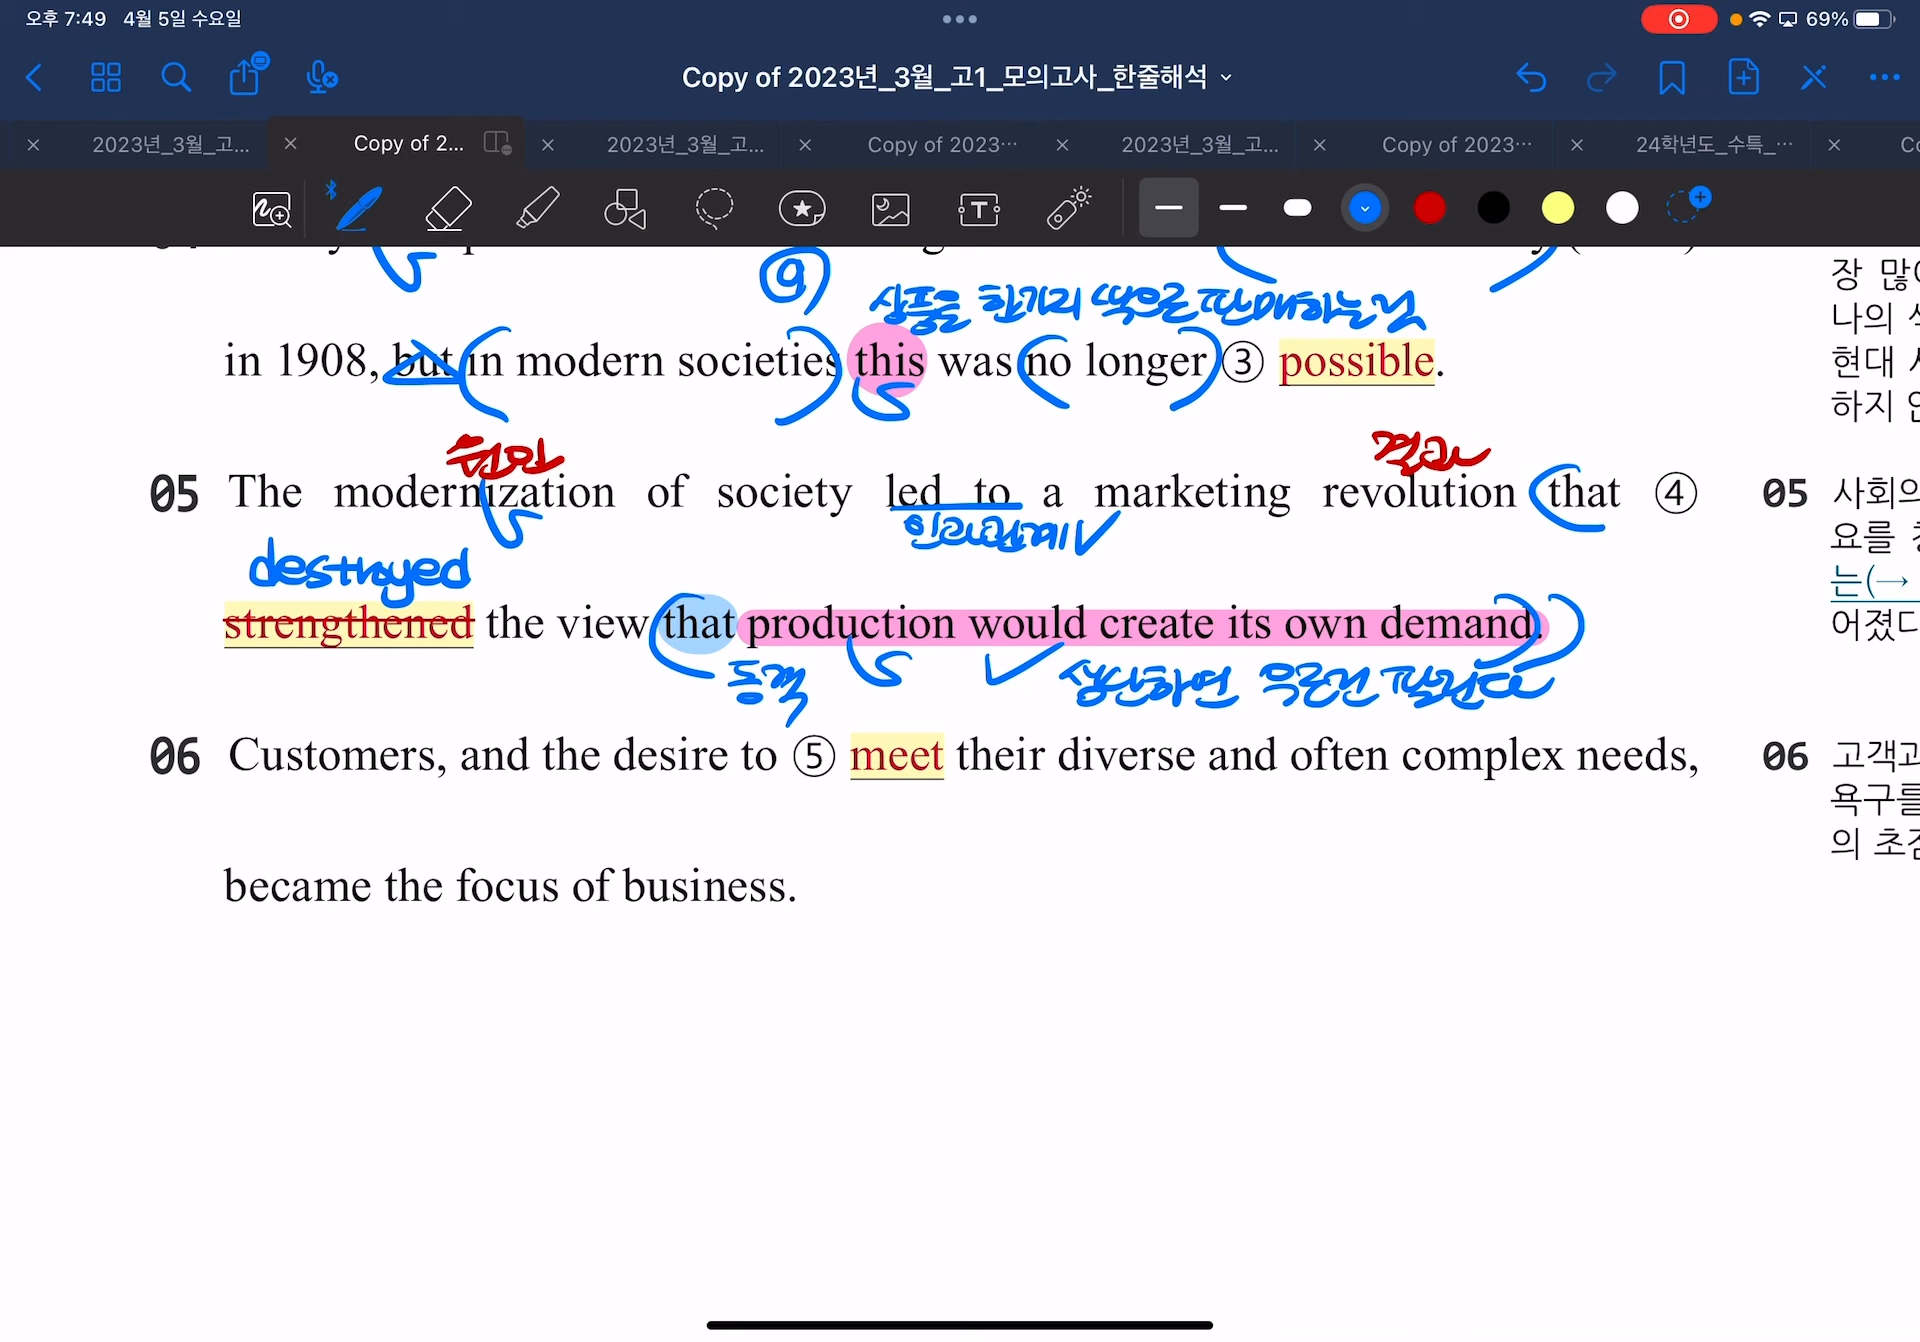 오후 7:49 4월 5일 수요일
69%
Copy of 2023년_3월_고1_모의고사_한줄해석
2023년_3월_고...
Copy of 2...
2023년_3월_고...
Copy of 2023...
2023년_3월_고...
Copy of 2023...
24학년도_수특_...
장 많
나의
현대
하지
상품을 한가지 색으로 판매하는 것
in 1908, but in modern societies this was no longer ③ possible.
원인
결과
05 The modernization of society led to a marketing revolution that ④
인과관계
destroyed
strengthened the view that production would create its own demand.
동격
생산하면 무조건 팔린다
05 사회의
요를
는(→
어졌다
06 Customers, and the desire to ⑤ meet their diverse and often complex needs,
became the focus of business.
06 고객과
욕구를
의 초점